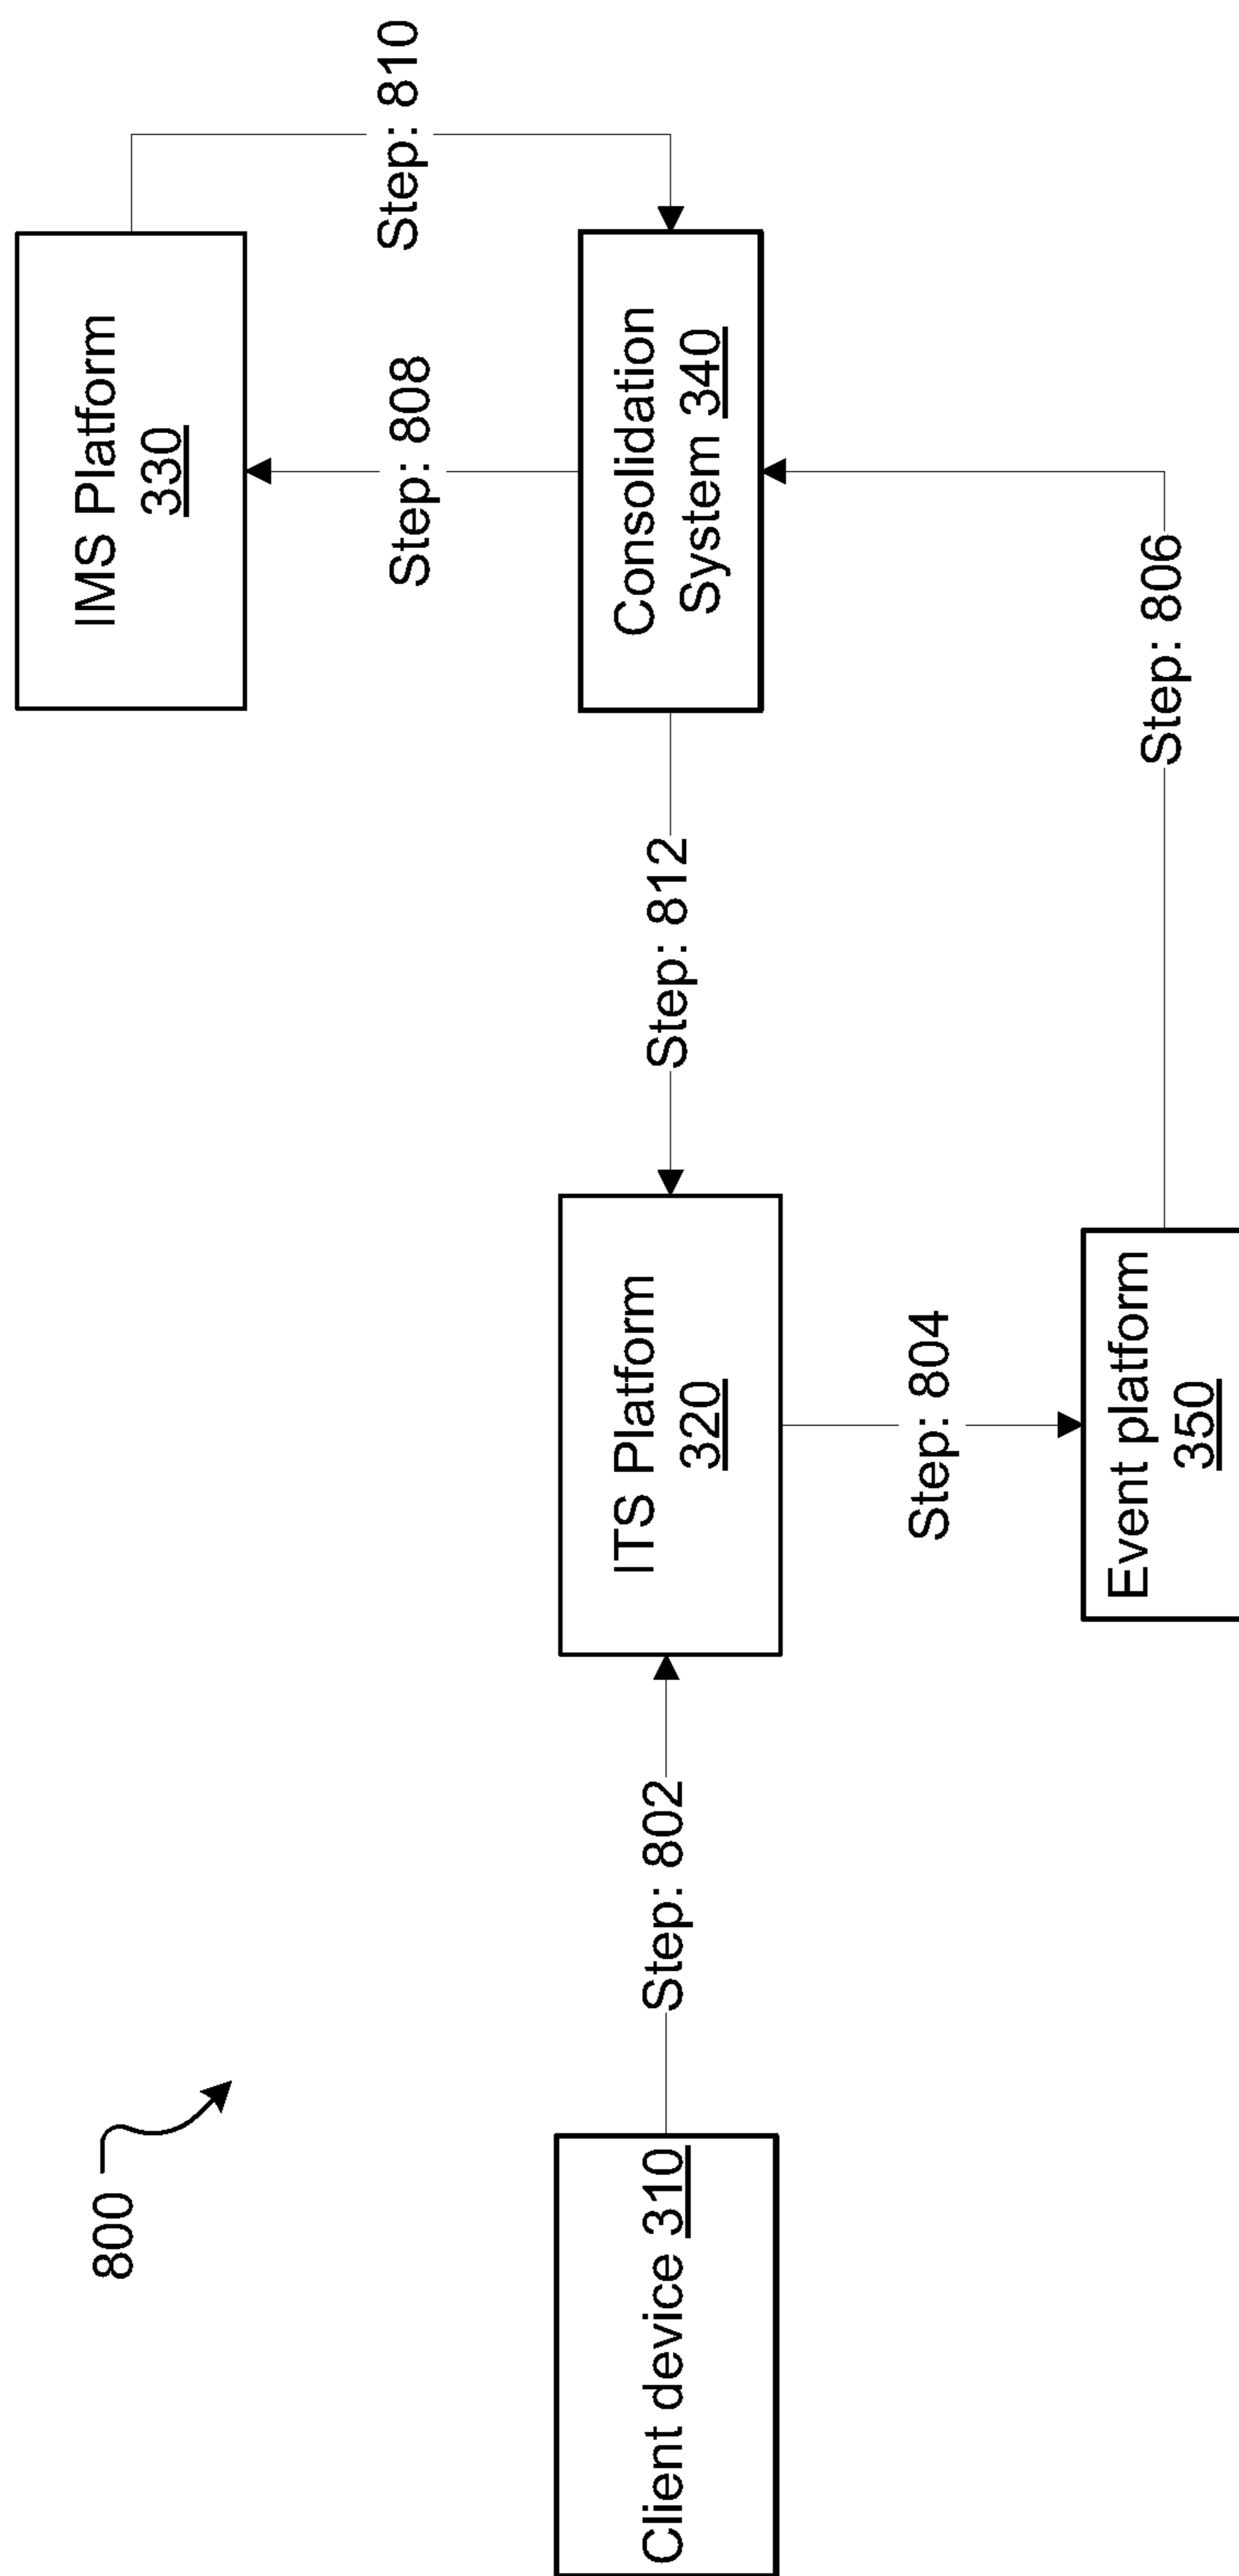 800
Client device 310
Step: 802
ITS Platform
320
Step: 804
Event platform
350
Step: 806
Step: 812
Consolidation
System 340
Step: 808
IMS Platform
330
Step: 810